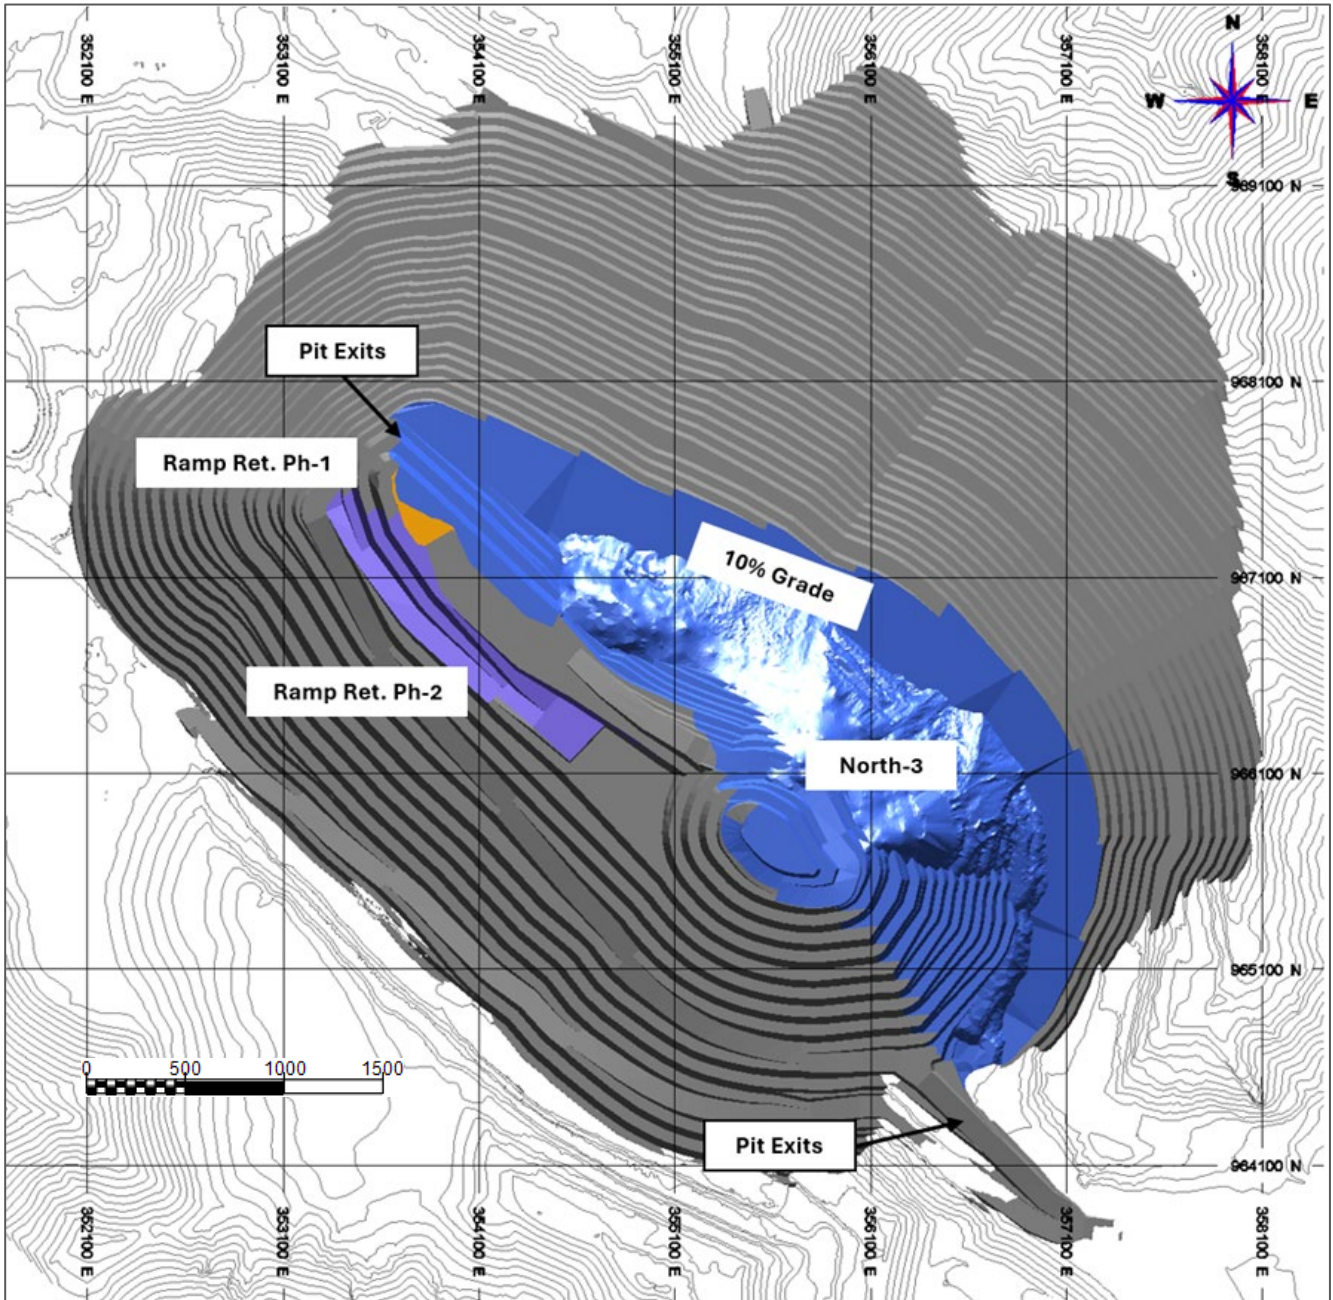 352100 E
353100 E
354100 E
355100 E
356100 E
357100 E
358100 E
N
W
E
S
969100 N
Pit Exits
968100 N
Ramp Ret. Ph-1
10% Grade
967100 N
Ramp Ret. Ph-2
North-3
966100 N
965100 N
0 500 1000 1500
Pit Exits
964100 N
352100 E
353100 E
354100 E
355100 E
356100 E
357100 E
358100 E